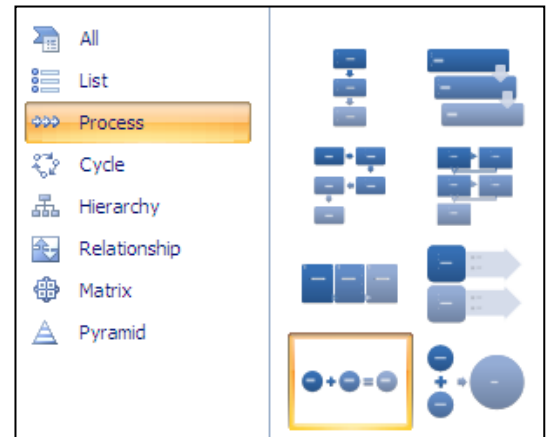 All
List
Process
Cycle
Hierarchy
Relationship
Matrix
Pyramid